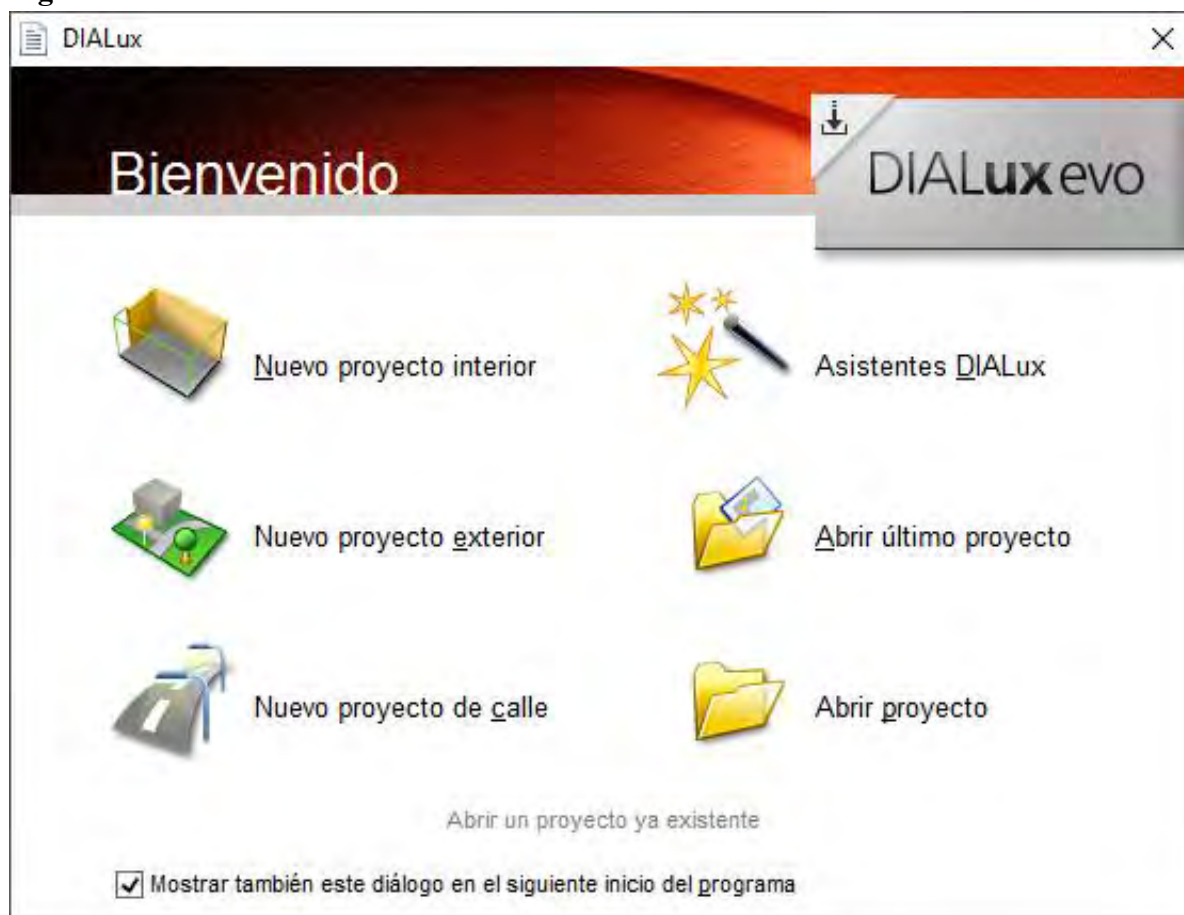 DIALux
Bienvenido
DIALux evo
Nuevo proyecto interior
Asistentes DIALux
Nuevo proyecto exterior
Abrir último proyecto
Nuevo proyecto de calle
Abrir proyecto
Abrir un proyecto ya existente
Mostrar también este diálogo en el siguiente inicio del programa